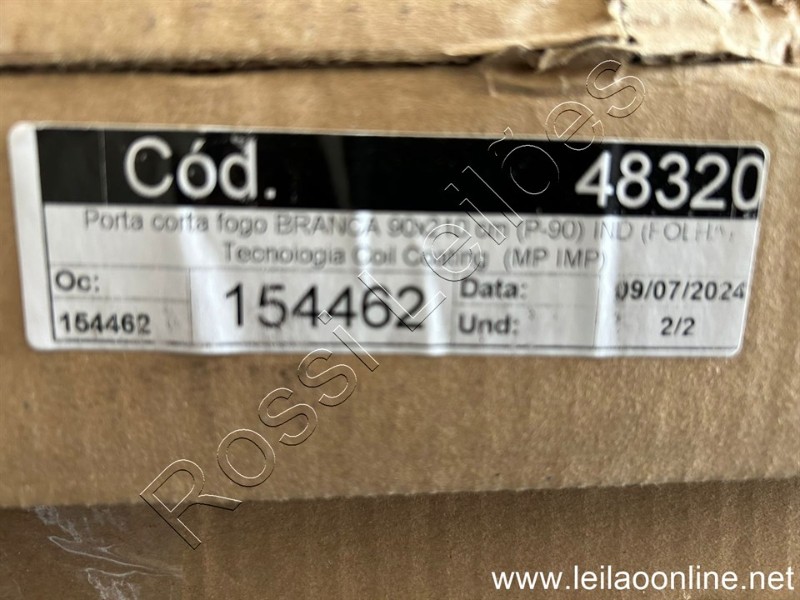 Cód. 48320
Porta corta fogo BRANCA 90x210 cm (P-90) IND (FOLHA)
Tecnologia Coil Coating (MP IMP)
Oc: 154462 Data: 09/07/2024
154462 Und: 2/2
Rossi Leilões
www.leilaoonline.net